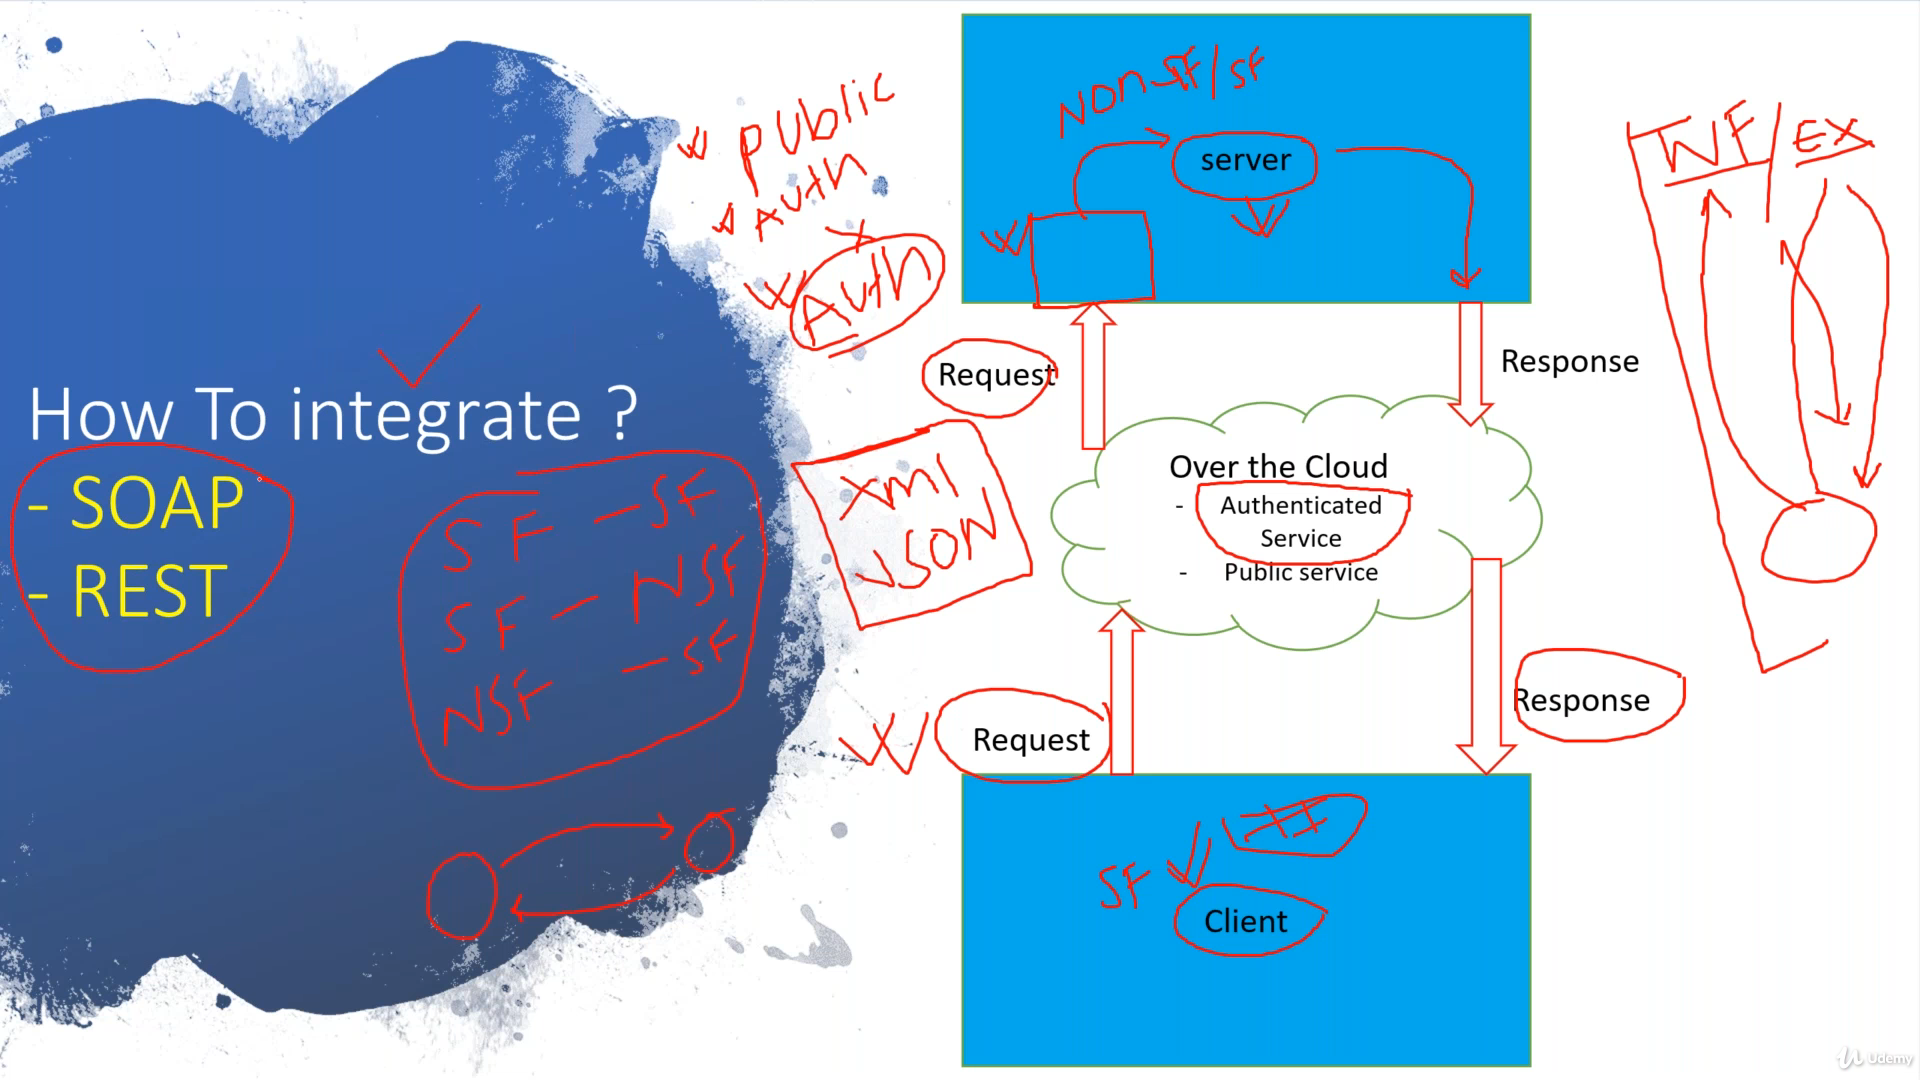 How To integrate ?
- SOAP
- REST
SF - SF
SF - NSF
NSF - SF
Public
Auth
Auth
Xml
JSON
Non SF/SF
server
Request
Response
Over the Cloud
- Authenticated
Service
- Public service
Request
Response
SF
Client
WF/EX
Udemy